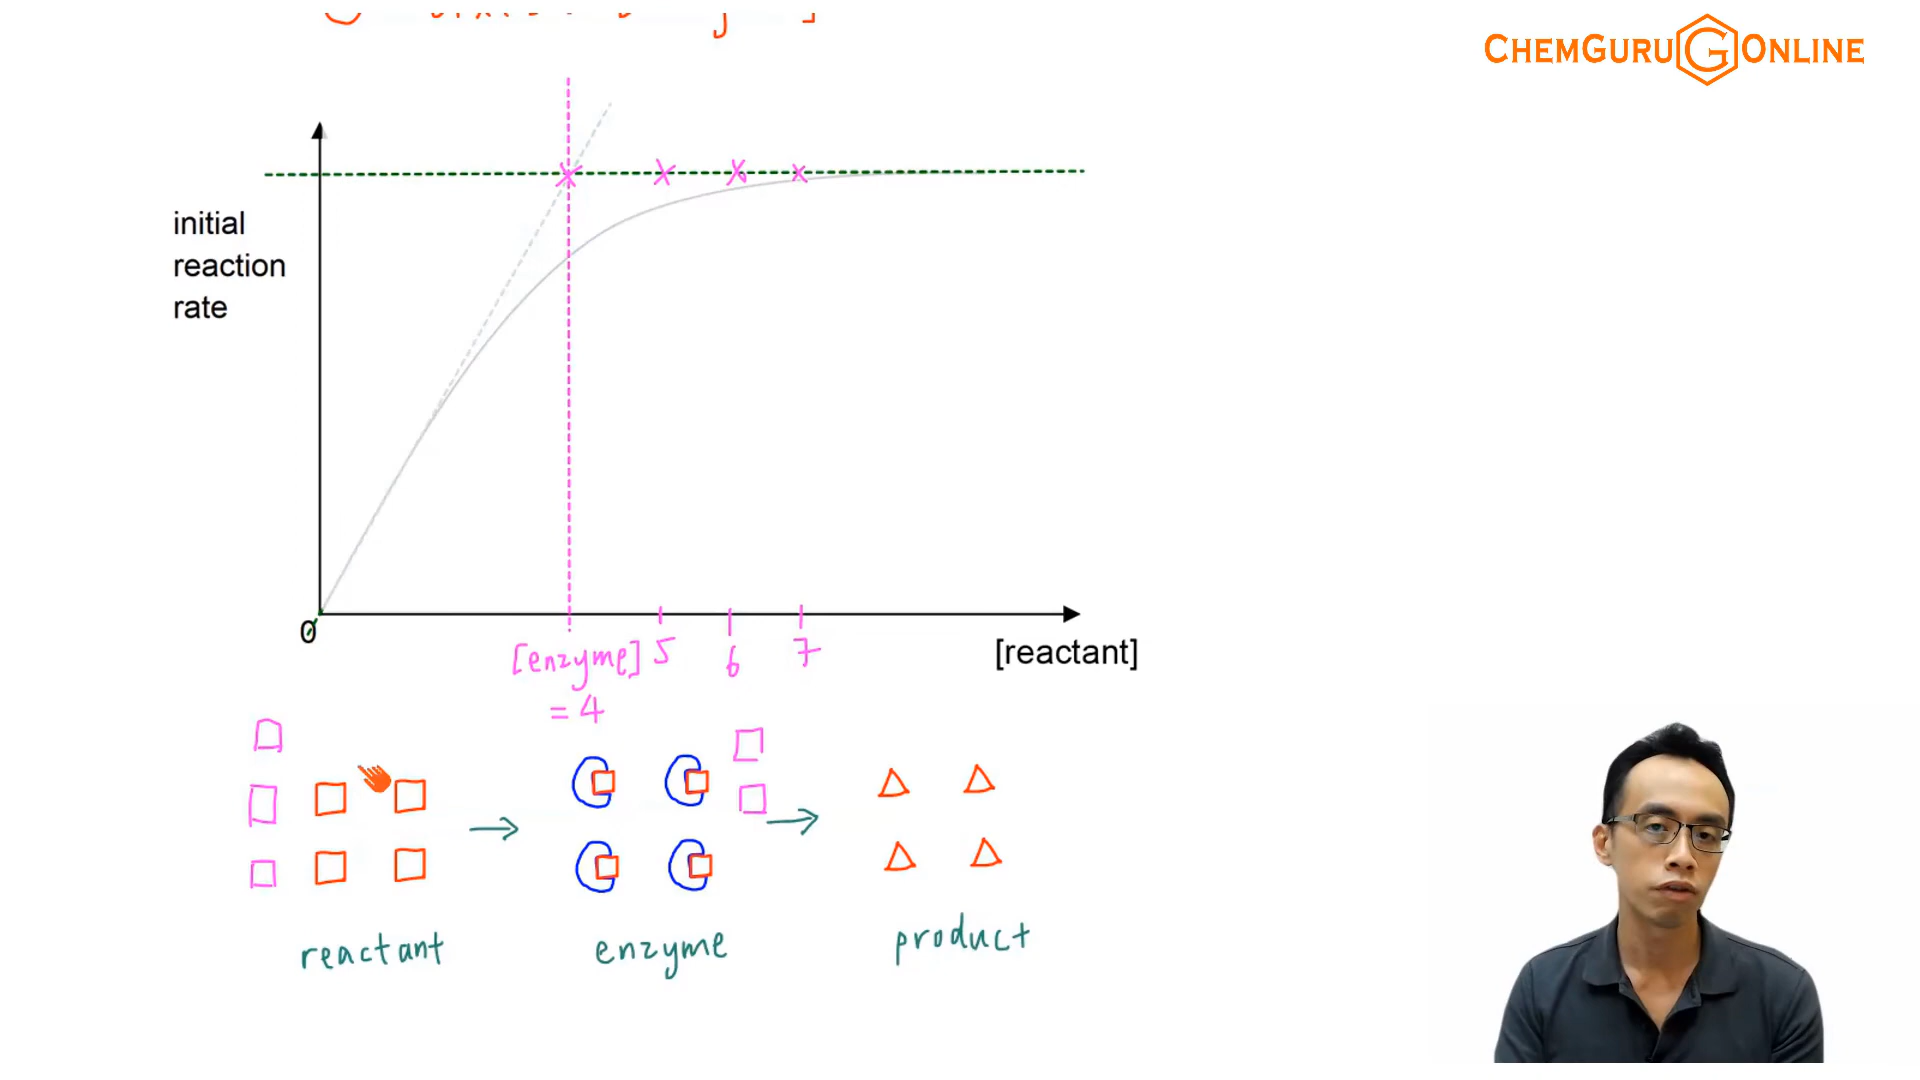 CHEMGURU G ONLINE
initial
reaction
rate
0
[enzyme] 5 6 7
= 4
[reactant]
reactant
enzyme
product